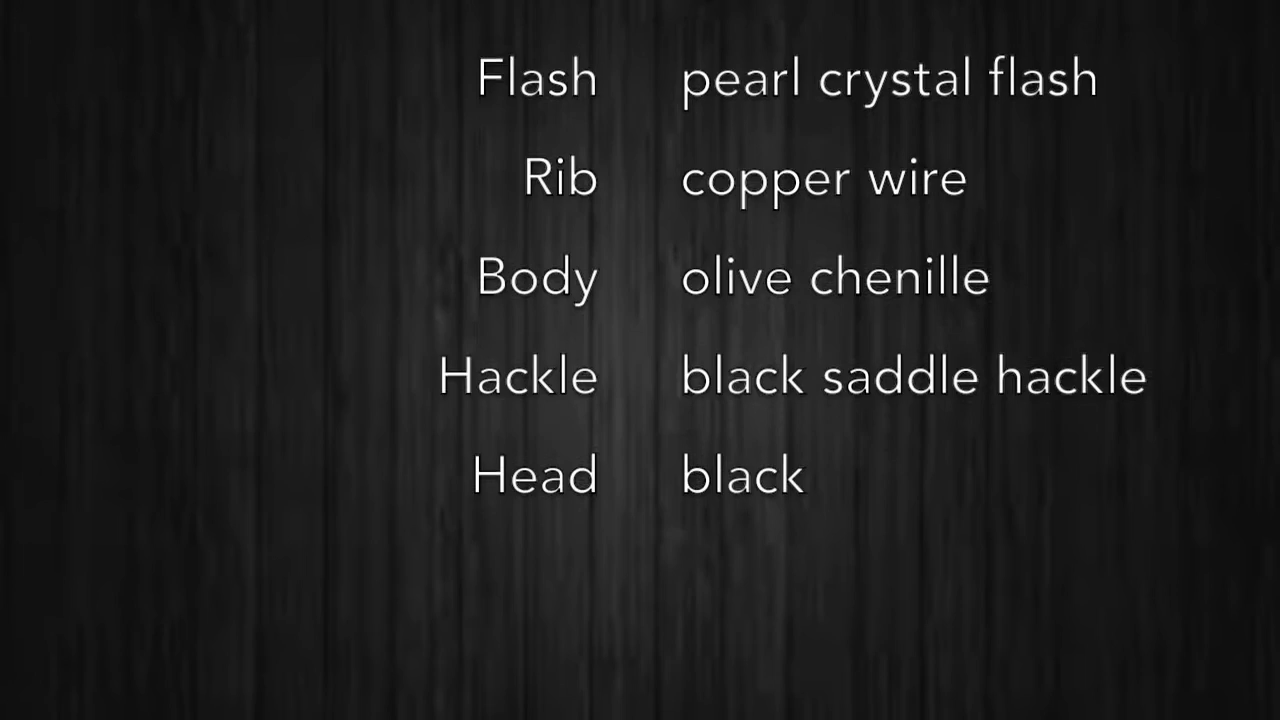 Flash pearl crystal flash
Rib copper wire
Body olive chenille
Hackle black saddle hackle
Head black